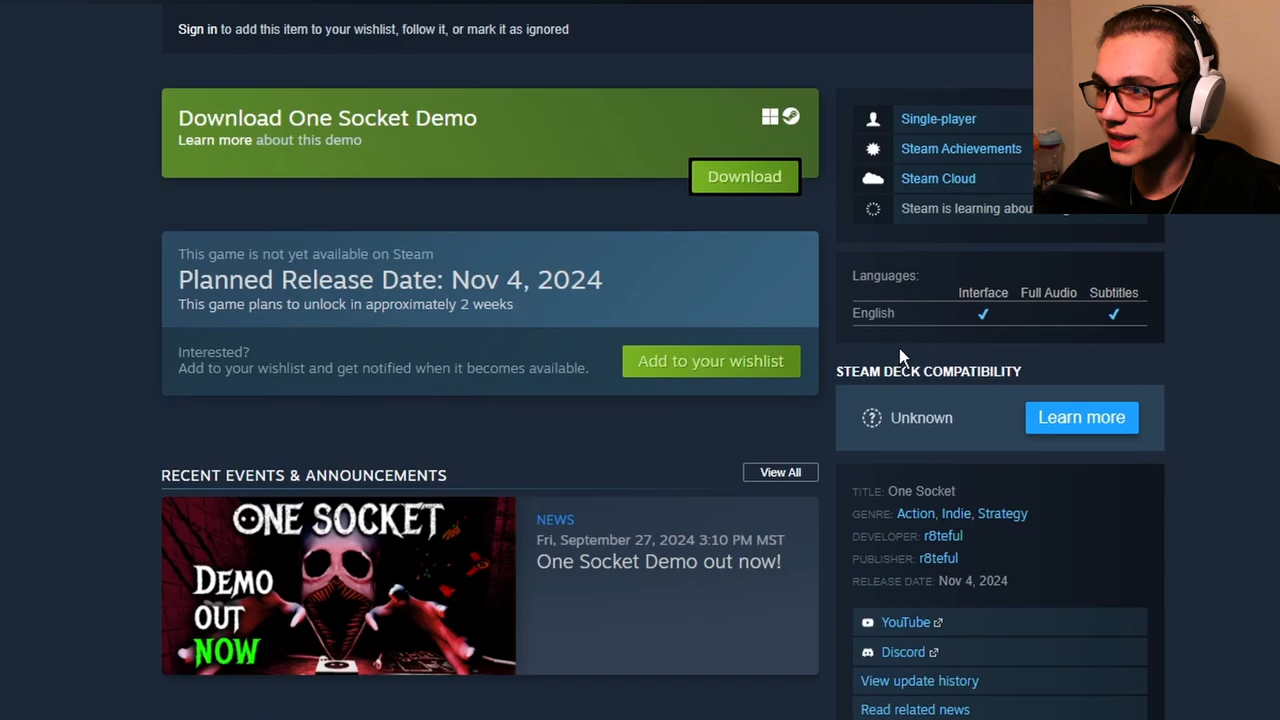 Sign in to add this item to your wishlist, follow it, or mark it as ignored
Download One Socket Demo
Learn more about this demo
Download
This game is not yet available on Steam
Planned Release Date: Nov 4, 2024
This game plans to unlock in approximately 2 weeks
Interested?
Add to your wishlist and get notified when it becomes available.
Add to your wishlist
RECENT EVENTS & ANNOUNCEMENTS
View All
ONE SOCKET
DEMO
OUT
NOW
NEWS
Fri, September 27, 2024 3:10 PM MST
One Socket Demo out now!
Single-player
Steam Achievements
Steam Cloud
Steam is learning about
Languages:
Interface Full Audio Subtitles
English ✔ ✔
STEAM DECK COMPATIBILITY
Unknown
Learn more
TITLE: One Socket
GENRE: Action, Indie, Strategy
DEVELOPER: r8teful
PUBLISHER: r8teful
RELEASE DATE: Nov 4, 2024
YouTube
Discord
View update history
Read related news